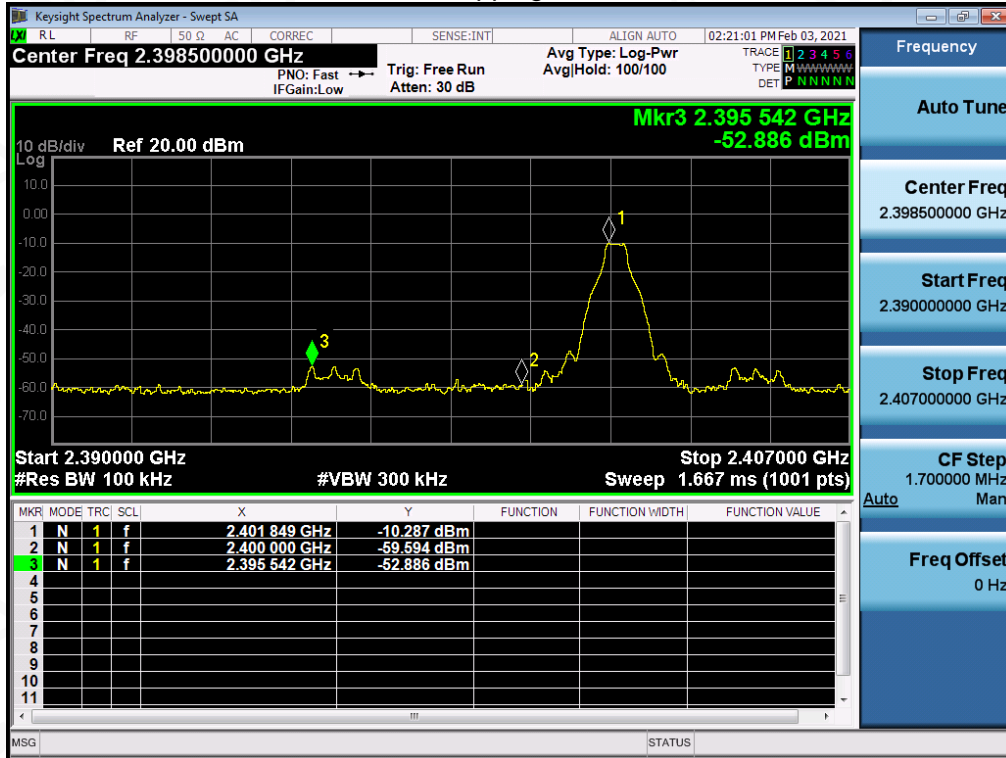 Keysight Spectrum Analyzer - Swept SA
LXI RL RF 50 Ω AC CORREC SENSE:INT ALIGN AUTO 02:21:01 PM Feb 03, 2021
Center Freq 2.398500000 GHz
PNO: Fast
IFGain:Low
Trig: Free Run
Atten: 30 dB
Avg Type: Log-Pwr
Avg|Hold: 100/100
TRACE 1 2 3 4 5 6
TYPE M WWWWW
DET P N N N N N
Mkr3 2.395 542 GHz
-52.886 dBm
10 dB/div Ref 20.00 dBm
Log
10.0
0.00
-10.0
-20.0
-30.0
-40.0
-50.0
-60.0
-70.0
1
2
3
Start 2.390000 GHz Stop 2.407000 GHz
#Res BW 100 kHz #VBW 300 kHz Sweep 1.667 ms (1001 pts)
MKR MODE TRC SCL X Y FUNCTION FUNCTION WIDTH FUNCTION VALUE
1 N 1 f 2.401 849 GHz -10.287 dBm
2 N 1 f 2.400 000 GHz -59.594 dBm
3 N 1 f 2.395 542 GHz -52.886 dBm
4
5
6
7
8
9
10
11
MSG STATUS
Frequency
Auto Tune
Center Freq
2.398500000 GHz
Start Freq
2.390000000 GHz
Stop Freq
2.407000000 GHz
CF Step
1.700000 MHz
Auto Man
Freq Offset
0 Hz